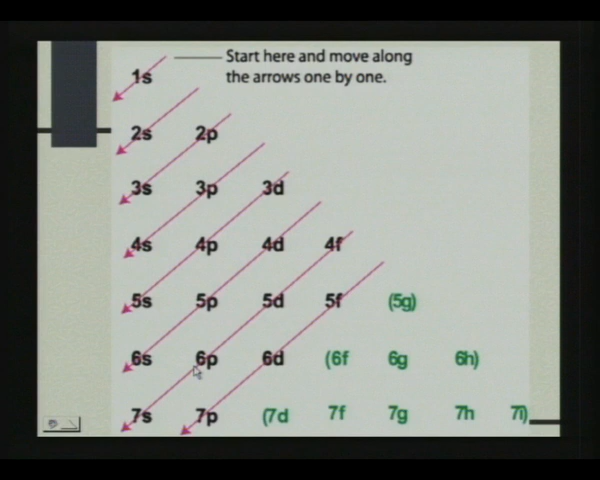 Start here and move along
the arrows one by one.
1s
2s 2p
3s 3p 3d
4s 4p 4d 4f
5s 5p 5d 5f (5g)
6s 6p 6d (6f 6g 6h)
7s 7p (7d 7f 7g 7h 7i)